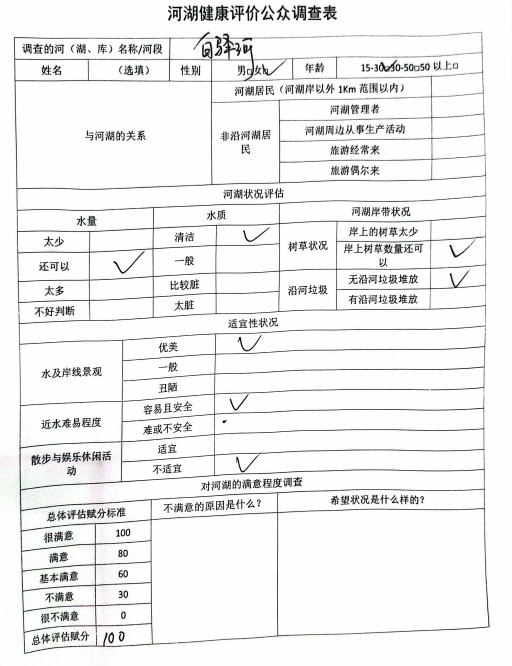 河湖健康评价公众调查表
调查的河（湖、库）名称/河段 白驿河
姓名 （选填） 性别 男□女□✓ 年龄 15-30□✓30-50□50 以上□
与河湖的关系 河湖居民（河湖岸以外 1Km 范围以内）
非沿河湖居民 河湖管理者
河湖周边从事生产活动
旅游经常来
旅游偶尔来
河湖状况评估
水量 水质 河湖岸带状况
太少 清洁 ✓ 树草状况 岸上的树草太少
还可以 ✓ 一般 岸上树草数量还可以 ✓
太多 比较脏 沿河垃圾 无沿河垃圾堆放 ✓
不好判断 太脏 有沿河垃圾堆放
适宜性状况
水及岸线景观 优美 ✓
一般
丑陋
近水难易程度 容易且安全 ✓
难或不安全
散步与娱乐休闲活动 适宜
不适宜 ✓
对河湖的满意程度调查
总体评估赋分标准 不满意的原因是什么？ 希望状况是什么样的？
很满意 100
满意 80
基本满意 60
不满意 30
很不满意 0
总体评估赋分 100